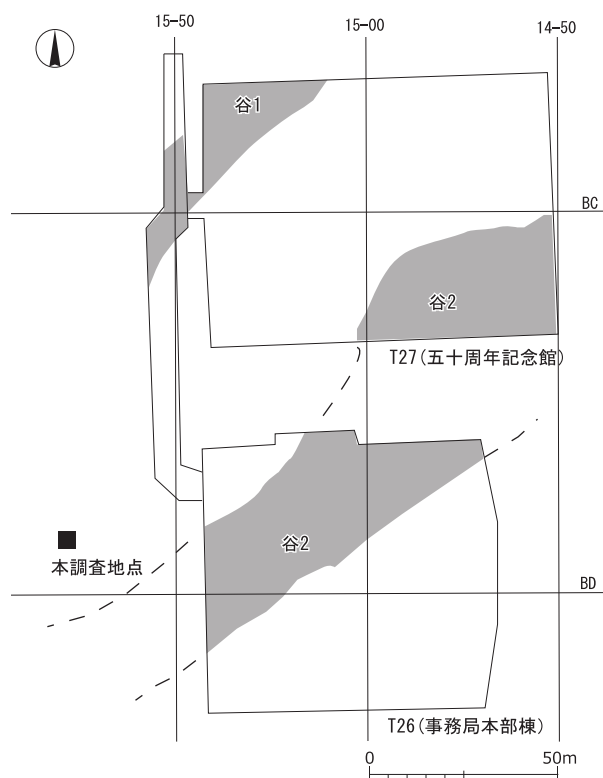 15-50
15-00
14-50
谷1
BC
谷2
T27(五十周年記念館)
谷2
本調査地点
BD
T26(事務局本部棟)
0
50m